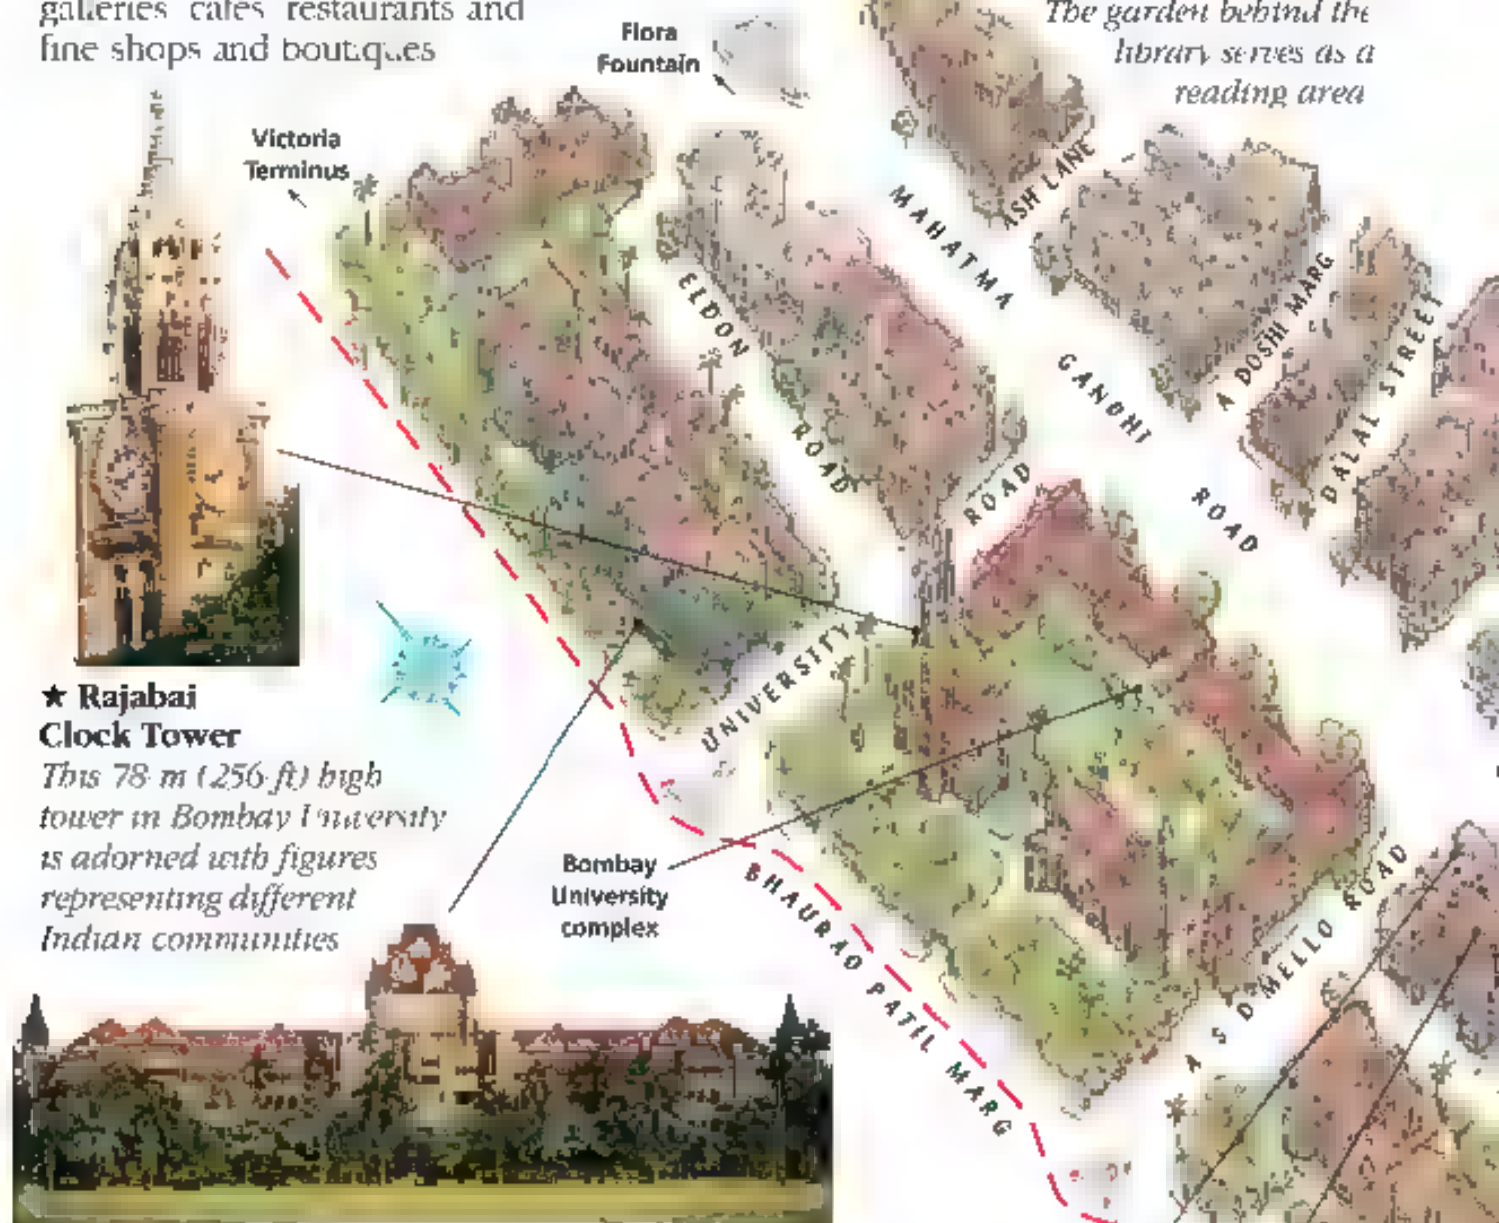 galleries cafes restaurants and
fine shops and boutiques
Flora
Fountain
The garden behind the
library serves as a
reading area
Victoria
Terminus
ASH LANE
MAHATMA GANDHI ROAD
A DOSHI MARG
DALAL STREET
ELDON ROAD
UNIVERSITY ROAD
★ Rajabai
Clock Tower
This 78-m (256-ft) high
tower in Bombay University
is adorned with figures
representing different
Indian communities
Bombay
University
complex
BHAURAO PATIL MARG
A S D MELLO ROAD